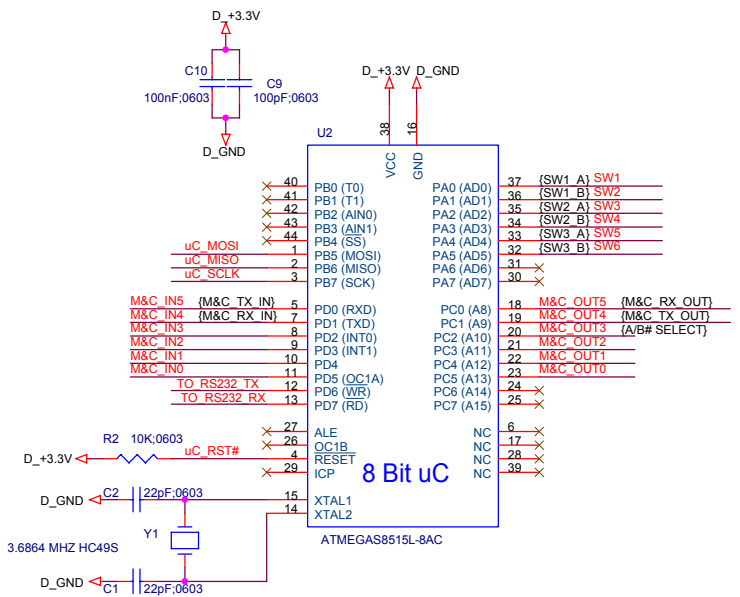 D_+3.3V
C10
C9
100nF;0603
100pF;0603
D_GND
D_+3.3V
D_GND
U2
38
16
VCC
GND
40 PB0 (T0)
41 PB1 (T1)
42 PB2 (AIN0)
43 PB3 (AIN1)
44 PB4 (SS)
uC_MOSI 1 PB5 (MOSI)
uC_MISO 2 PB6 (MISO)
uC_SCLK 3 PB7 (SCK)
M&C_IN5 {M&C_TX_IN} 5 PD0 (RXD)
M&C_IN4 {M&C_RX_IN} 7 PD1 (TXD)
M&C_IN3 8 PD2 (INT0)
M&C_IN2 9 PD3 (INT1)
M&C_IN1 10 PD4
M&C_IN0 11 PD5 (OC1A)
TO_RS232_TX 12 PD6 (WR)
TO_RS232_RX 13 PD7 (RD)
27 ALE
26 OC1B
R2 10K;0603
D_+3.3V uC_RST# 4 RESET
29 ICP
PA0 (AD0) 37 {SW1_A} SW1
PA1 (AD1) 36 {SW1_B} SW2
PA2 (AD2) 35 {SW2_A} SW3
PA3 (AD3) 34 {SW2_B} SW4
PA4 (AD4) 33 {SW3_A} SW5
PA5 (AD5) 32 {SW3_B} SW6
PA6 (AD6) 31
PA7 (AD7) 30
PC0 (A8) 18 M&C_OUT5 {M&C_RX_OUT}
PC1 (A9) 19 M&C_OUT4 {M&C_TX_OUT}
PC2 (A10) 20 M&C_OUT3 {A/B# SELECT}
PC3 (A11) 21 M&C_OUT2
PC4 (A12) 22 M&C_OUT1
PC5 (A13) 23 M&C_OUT0
PC6 (A14) 24
PC7 (A15) 25
NC 6
NC 17
NC 28
NC 39
8 Bit uC
D_GND C2 22pF;0603 15 XTAL1
14 XTAL2
Y1
3.6864 MHZ HC49S
D_GND C1 22pF;0603
ATMEGAS8515L-8AC